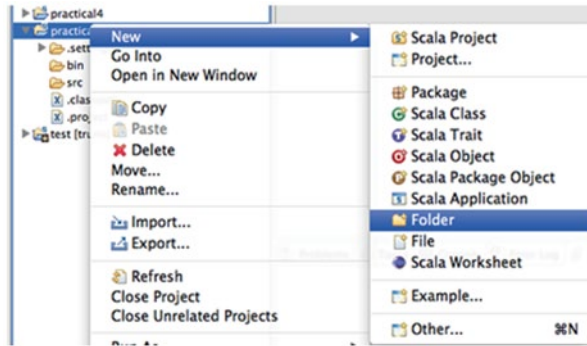 practical4
practica
.sett
bin
src
.clas
.proj
test [tru
New
Go Into
Open in New Window
Copy
Paste
Delete
Move...
Rename...
Import...
Export...
Refresh
Close Project
Close Unrelated Projects
Run As
Scala Project
Project...
Package
Scala Class
Scala Trait
Scala Object
Scala Package Object
Scala Application
Folder
File
Scala Worksheet
Example...
Other... ⌘N